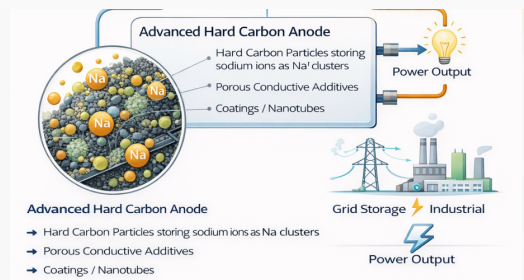 Advanced Hard Carbon Anode
Hard Carbon Particles storing
sodium ions as Na⁺ clusters
Porous Conductive Additives
Coatings / Nanotubes
Power Output
Na
Na
Na
Na
Advanced Hard Carbon Anode
→ Hard Carbon Particles storing sodium ions as Na clusters
→ Porous Conductive Additives
→ Coatings / Nanotubes
Grid Storage ⚡ Industrial
Power Output